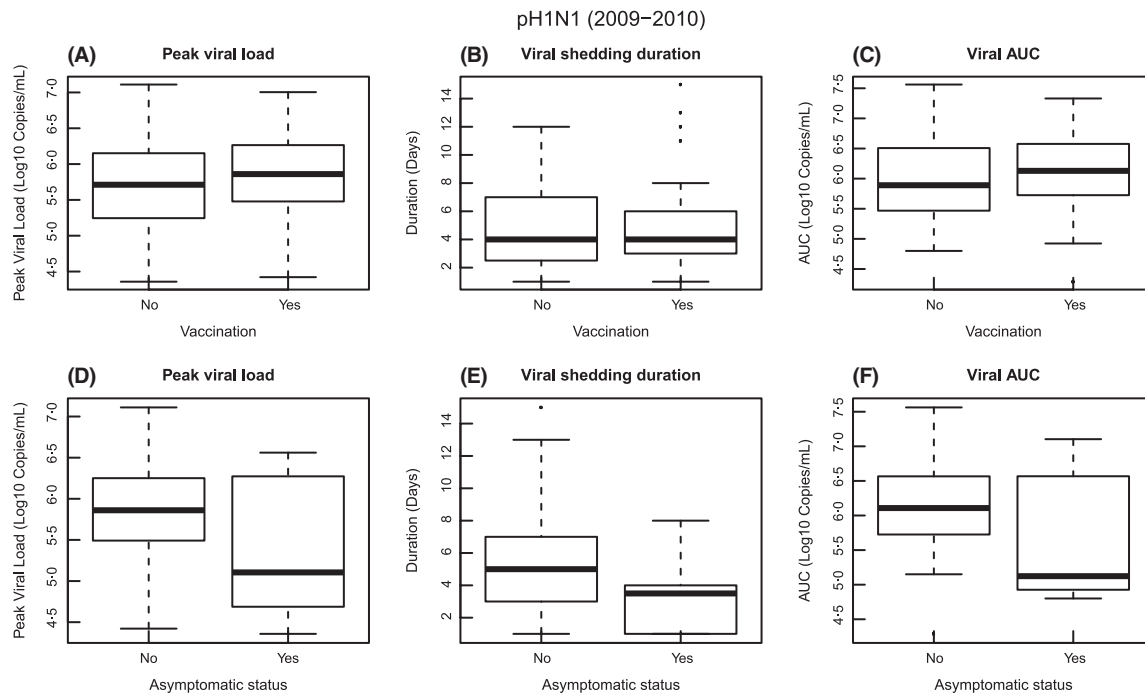 pH1N1 (2009−2010)
(A) Peak viral load
Peak Viral Load (Log10 Copies/mL)
7·0
6·5
6·0
5·5
5·0
4·5
No Yes
Vaccination
(B) Viral shedding duration
Duration (Days)
14
12
10
8
6
4
2
No Yes
Vaccination
(C) Viral AUC
AUC (Log10 Copies/mL)
7·5
7·0
6·5
6·0
5·5
5·0
4·5
No Yes
Vaccination
(D) Peak viral load
Peak Viral Load (Log10 Copies/mL)
7·0
6·5
6·0
5·5
5·0
4·5
No Yes
Asymptomatic status
(E) Viral shedding duration
Duration (Days)
14
12
10
8
6
4
2
No Yes
Asymptomatic status
(F) Viral AUC
AUC (Log10 Copies/mL)
7·5
7·0
6·5
6·0
5·5
5·0
4·5
No Yes
Asymptomatic status